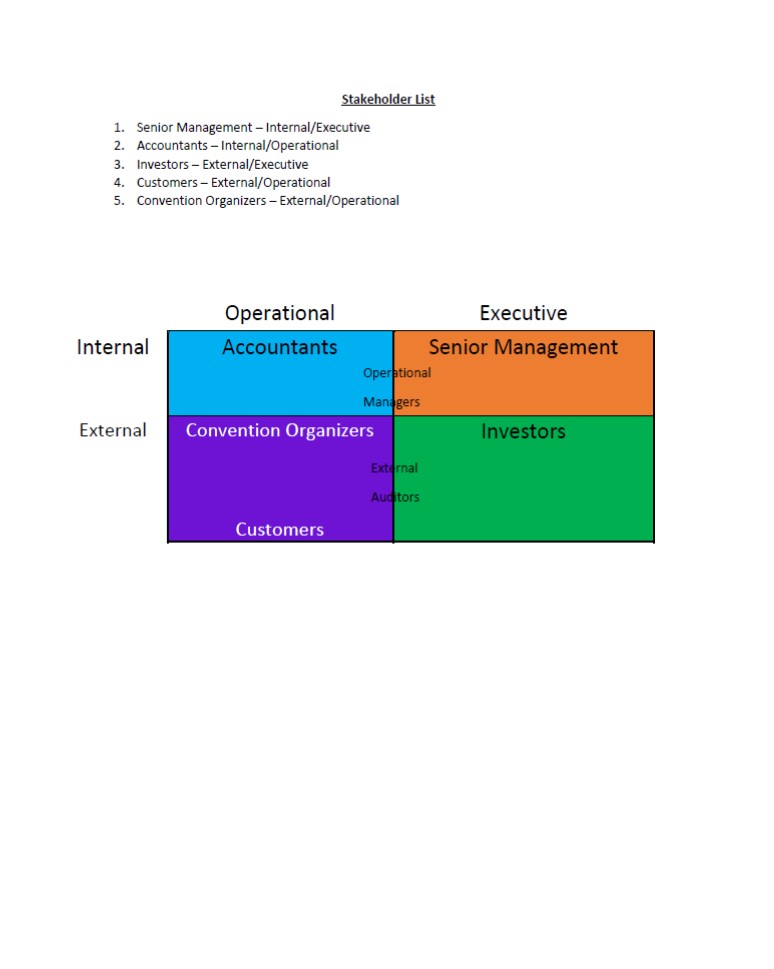 Stakeholder List
1. Senior Management – Internal/Executive
2. Accountants – Internal/Operational
3. Investors – External/Executive
4. Customers – External/Operational
5. Convention Organizers – External/Operational
Operational Executive
Internal Accountants Senior Management
Operational
Managers
External Convention Organizers Investors
External
Auditors
Customers